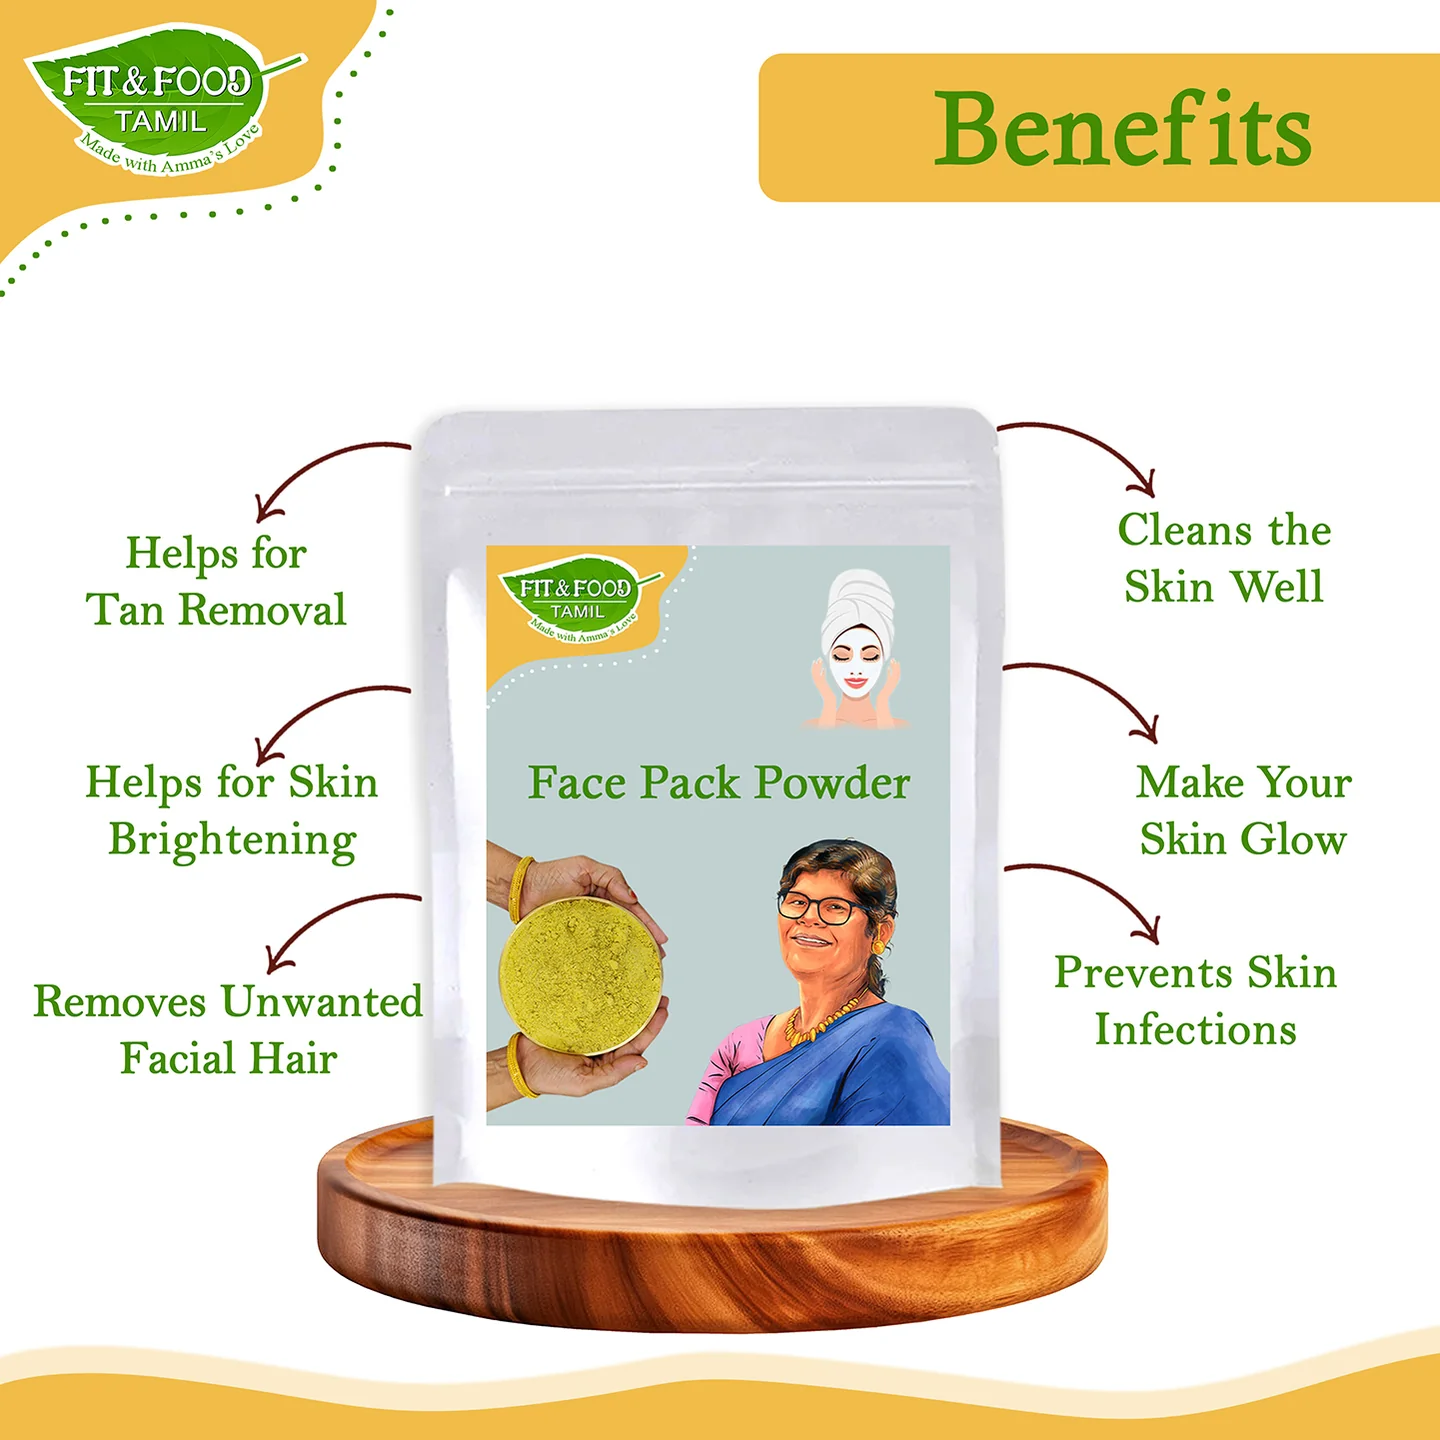 FIT & FOOD
TAMIL
Made with Amma's Love
Benefits
Helps for
Tan Removal
Helps for Skin
Brightening
Removes Unwanted
Facial Hair
FIT & FOOD
TAMIL
Made with Amma's Love
Face Pack Powder
Cleans the
Skin Well
Make Your
Skin Glow
Prevents Skin
Infections